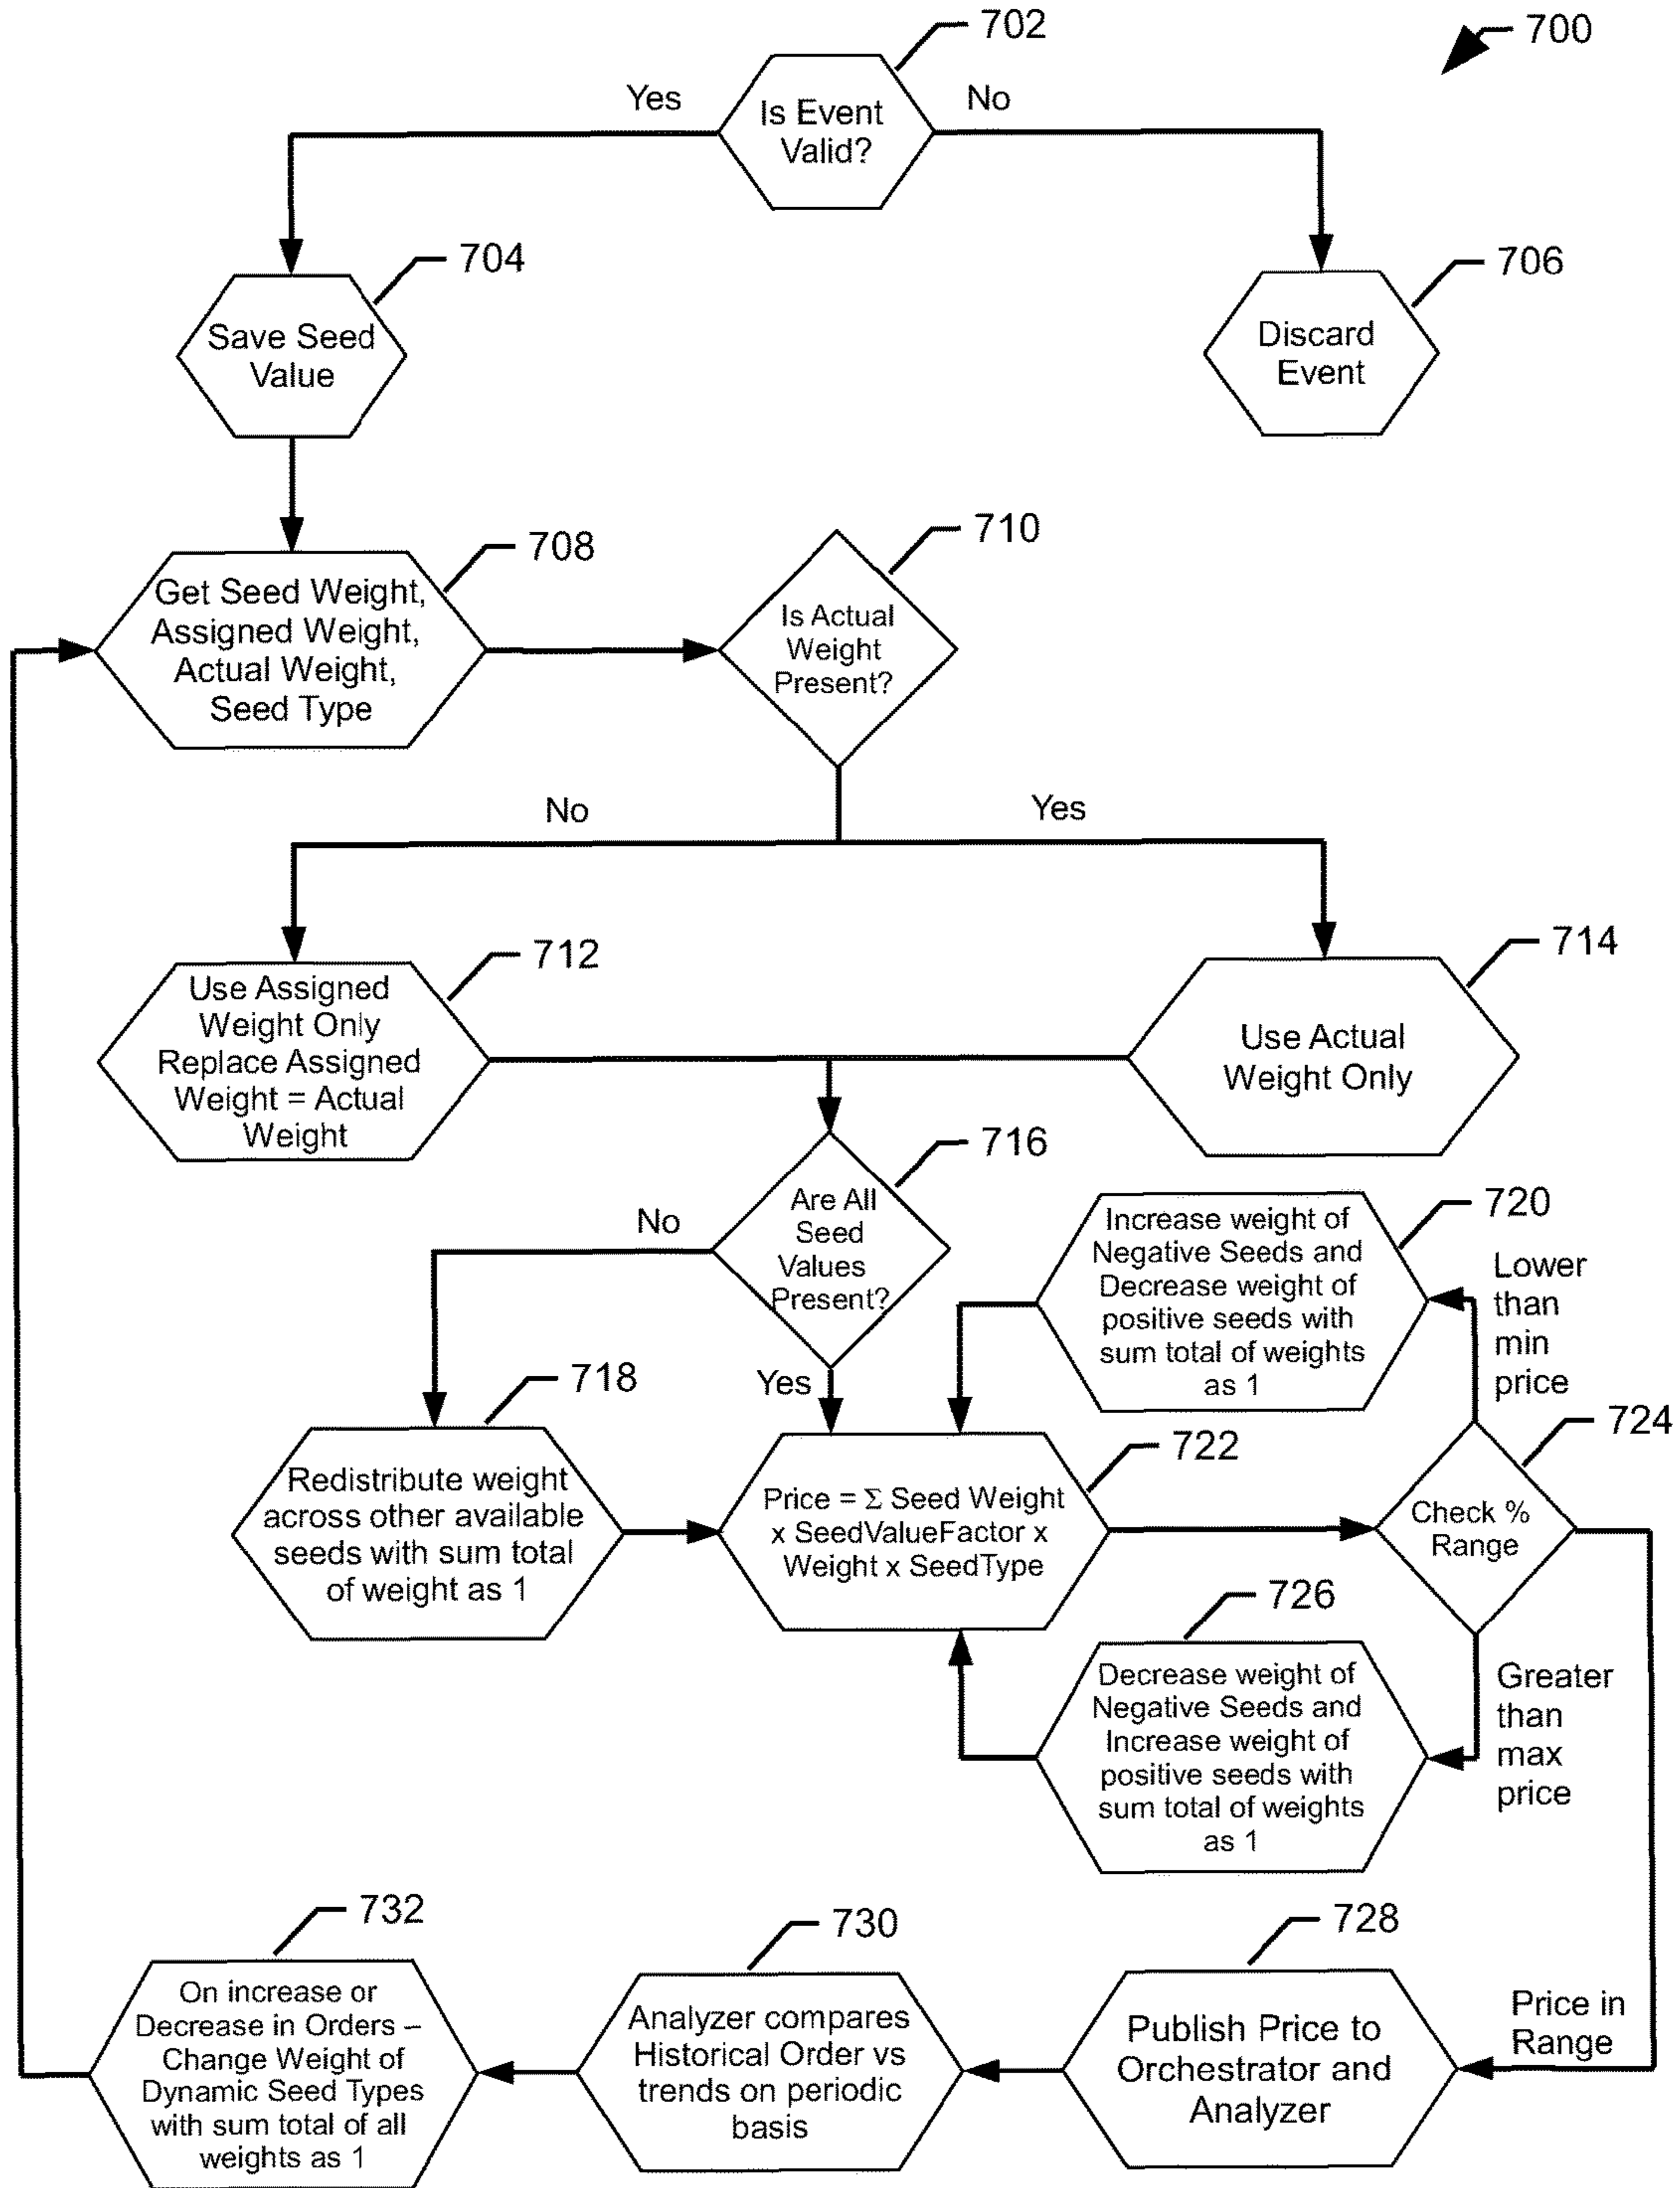 702
700
Yes
No
Is Event
Valid?
704
706
Save Seed
Value
Discard
Event
708
710
Get Seed Weight,
Assigned Weight,
Actual Weight,
Seed Type
Is Actual
Weight
Present?
No
Yes
712
714
Use Assigned
Weight Only
Replace Assigned
Weight = Actual
Weight
Use Actual
Weight Only
716
Are All
Seed
Values
Present?
No
Yes
720
Increase weight of
Negative Seeds and
Decrease weight of
positive seeds with
sum total of weights
as 1
Lower
than
min
price
718
Redistribute weight
across other available
seeds with sum total
of weight as 1
722
Price = Σ Seed Weight
x SeedValueFactor x
Weight x SeedType
724
Check %
Range
726
Decrease weight of
Negative Seeds and
Increase weight of
positive seeds with
sum total of weights
as 1
Greater
than
max
price
732
On increase or
Decrease in Orders –
Change Weight of
Dynamic Seed Types
with sum total of all
weights as 1
730
Analyzer compares
Historical Order vs
trends on periodic
basis
728
Publish Price to
Orchestrator and
Analyzer
Price in
Range